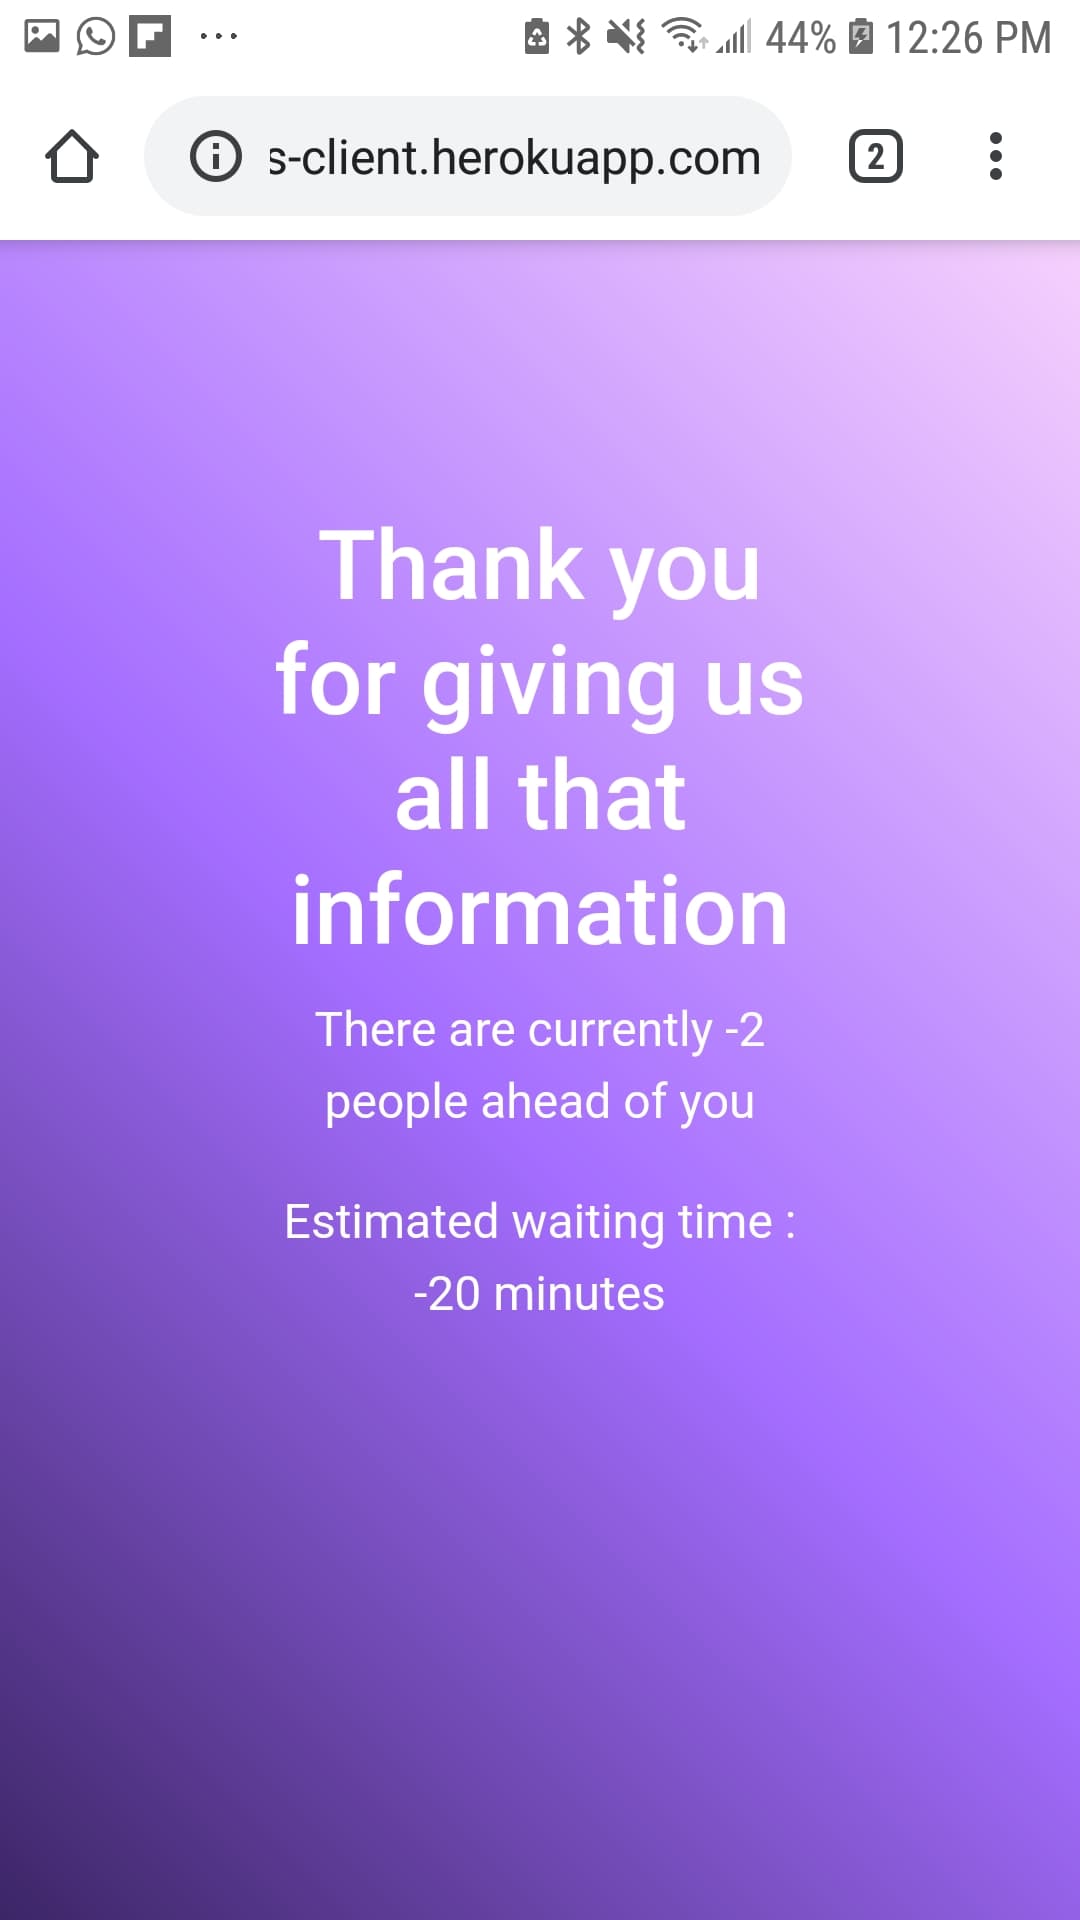 44% 12:26 PM
s-client.herokuapp.com
2
Thank you
for giving us
all that
information
There are currently -2
people ahead of you
Estimated waiting time :
-20 minutes